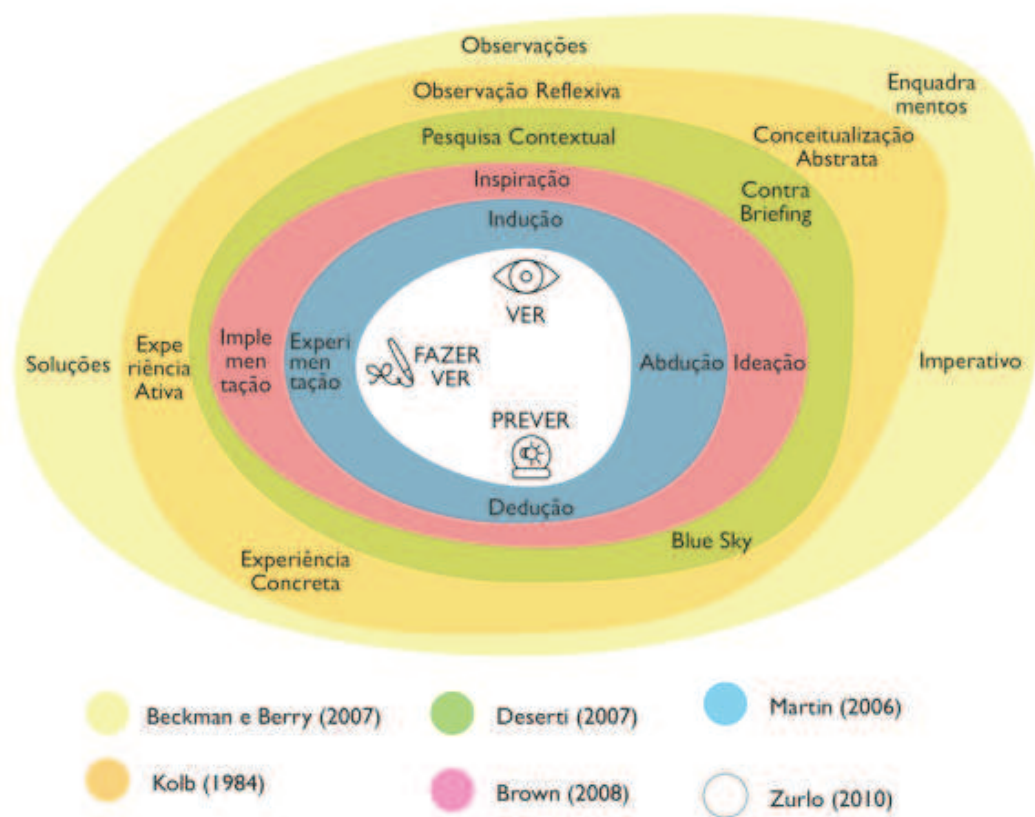 Observações
Enquadra
mentos
Observação Reflexiva
Conceitualização
Abstrata
Pesquisa Contextual
Contra
Briefing
Inspiração
Indução
VER
Soluções
Expe
riência
Ativa
Imple
men
tação
Experi
men
tação
FAZER
VER
Abdução
Ideação
Imperativo
PREVER
Dedução
Blue Sky
Experiência
Concreta
Beckman e Berry (2007)
Deserti (2007)
Martin (2006)
Kolb (1984)
Brown (2008)
Zurlo (2010)